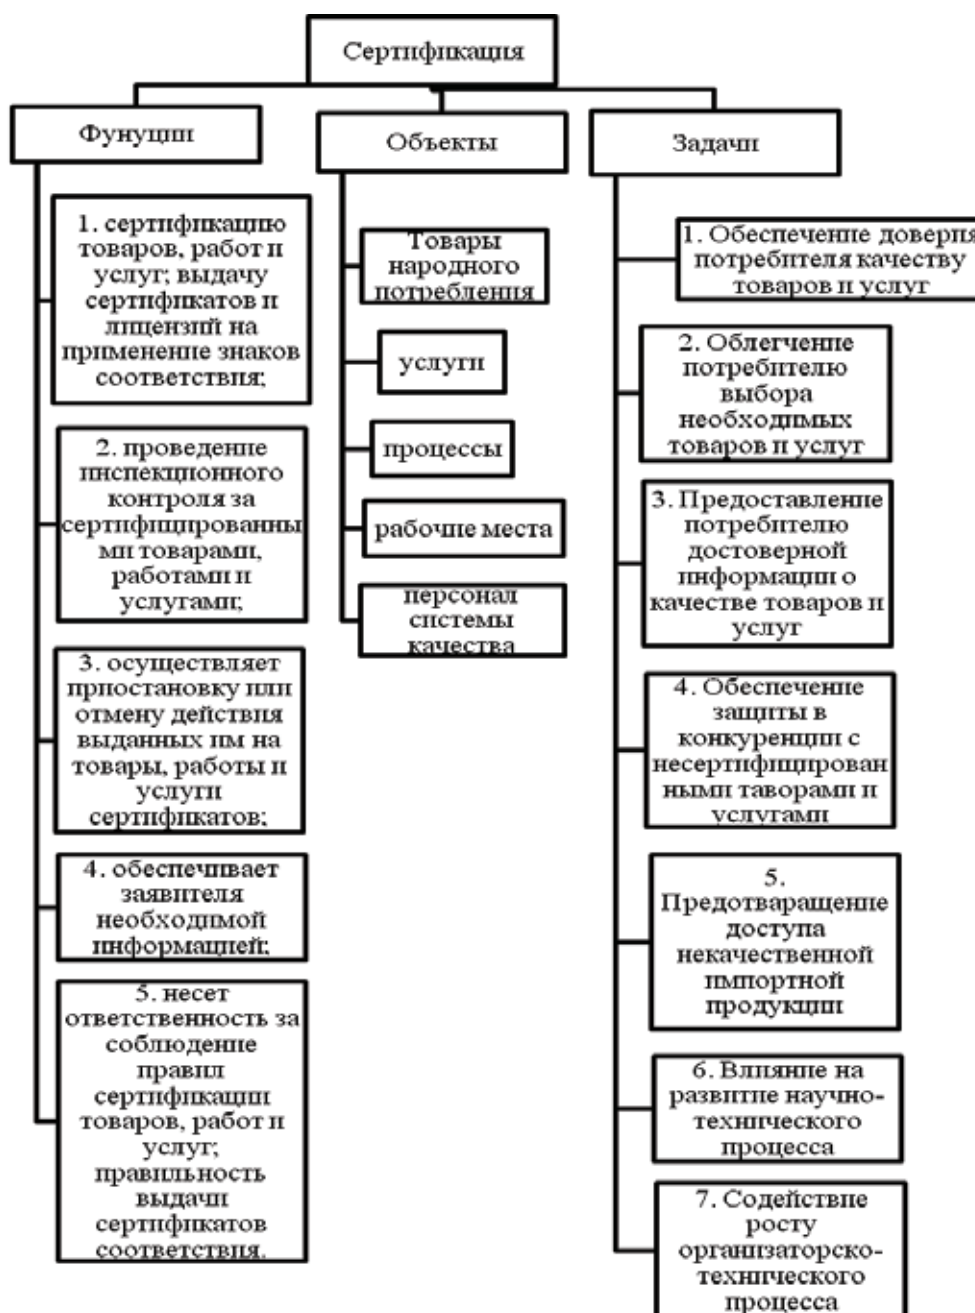 Сертификация
Фунуции
1. сертификацию
товаров, работ и
услуг; выдачу
сертификатов и
лицензий на
применение знаков
соответствия;
2. проведение
инспекционного
контроля за
сертифицированны
ми товарами,
работами и
услугами;
3. осуществляет
приостановку или
отмену действия
выданных им на
товары, работы и
услуги
сертификатов;
4. обеспечивает
заявителя
необходимой
информацией;
5. несет
ответственность за
соблюдение
правил
сертификации
товаров, работ и
услуг;
правильность
выдачи
сертификатов
соответствия.
Объекты
Товары
народного
потребления
услуги
процессы
рабочие места
персонал
системы
качества
Задачи
1. Обеспечение доверия
потребителя качеству
товаров и услуг
2. Облегчение
потребителю
выбора
необходимых
товаров и услуг
3. Предоставление
потребителю
достоверной
информации о
качестве товаров и
услуг
4. Обеспечение
защиты в
конкуренции с
несертифицирован
ными таворами и
услугами
5.
Предотваращение
доступа
некачественной
импортной
продукции
6. Влияние на
развитие научно-
технического
процесса
7. Содействие
росту
организаторско-
технического
процесса